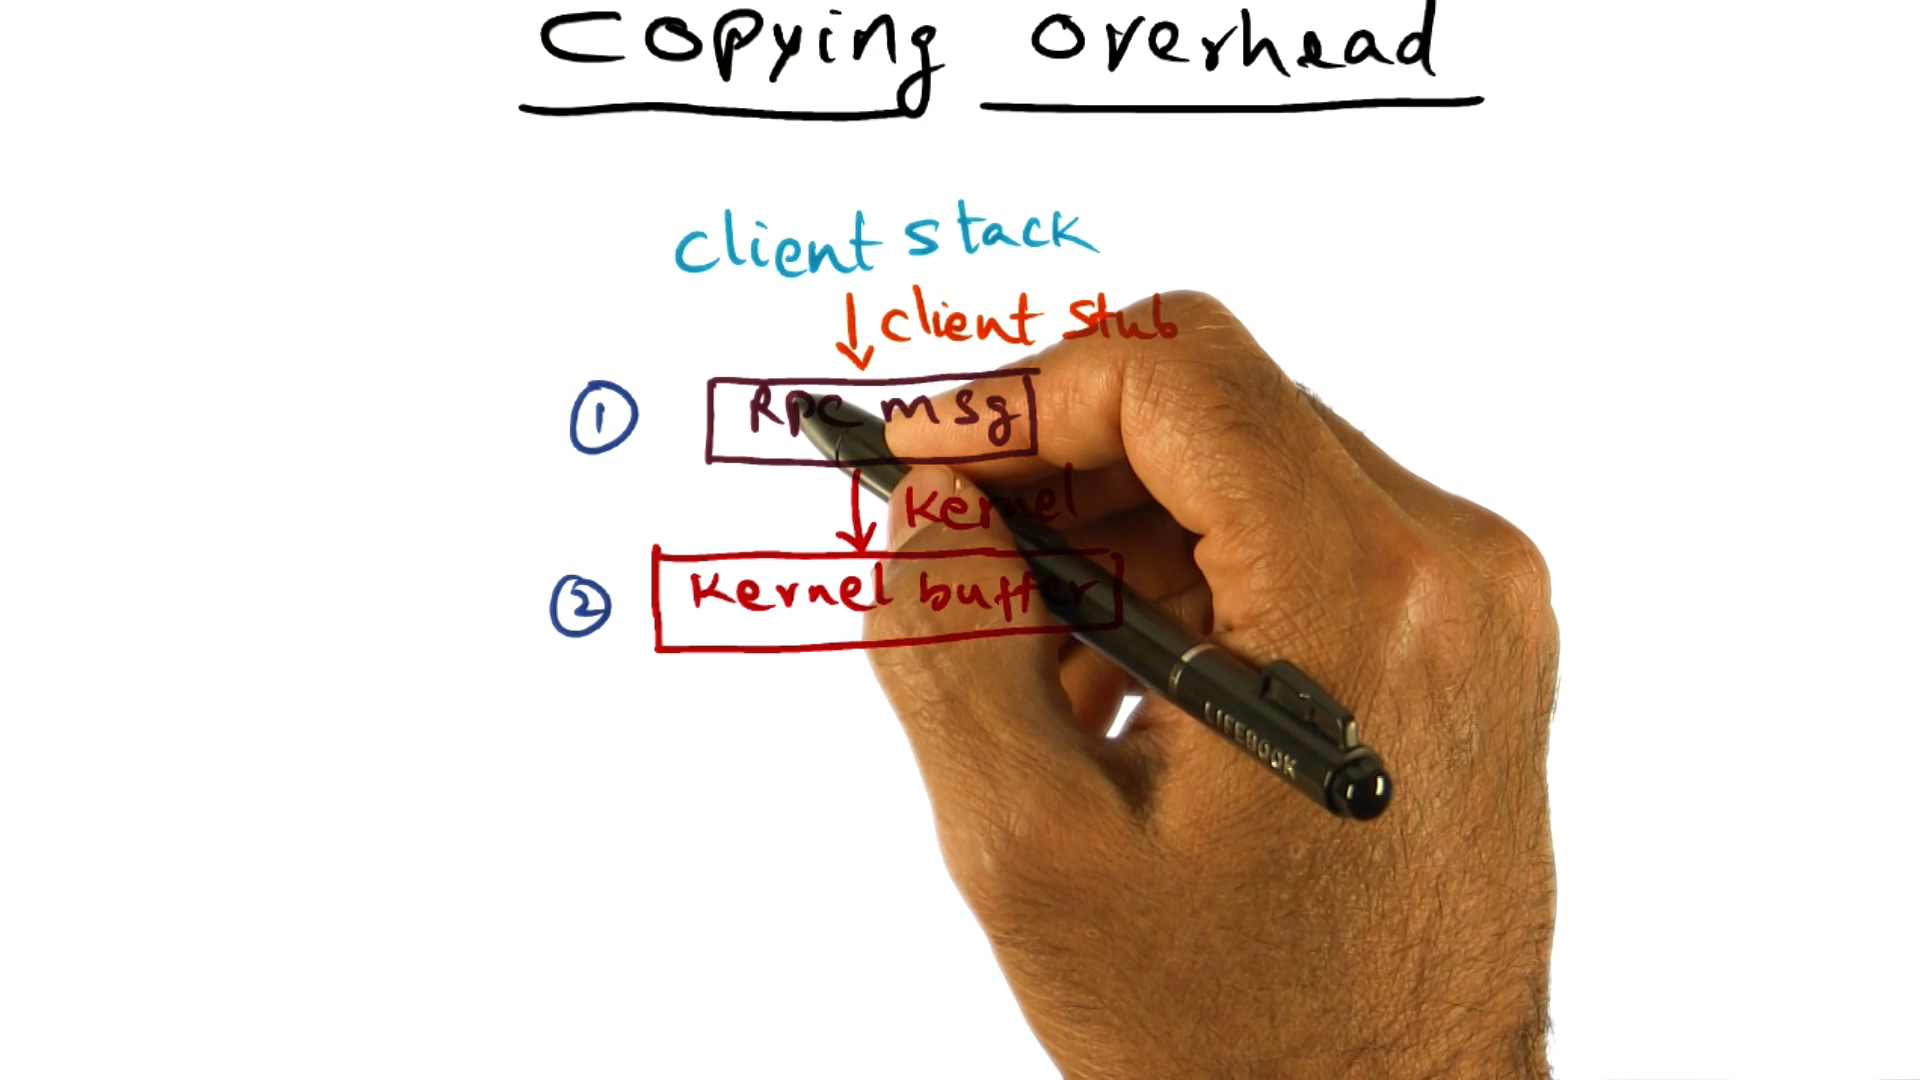 Copying overhead
client stack
client stub
1
Rpc msg
Kernel
2
Kernel buffer
LIFEBOOK